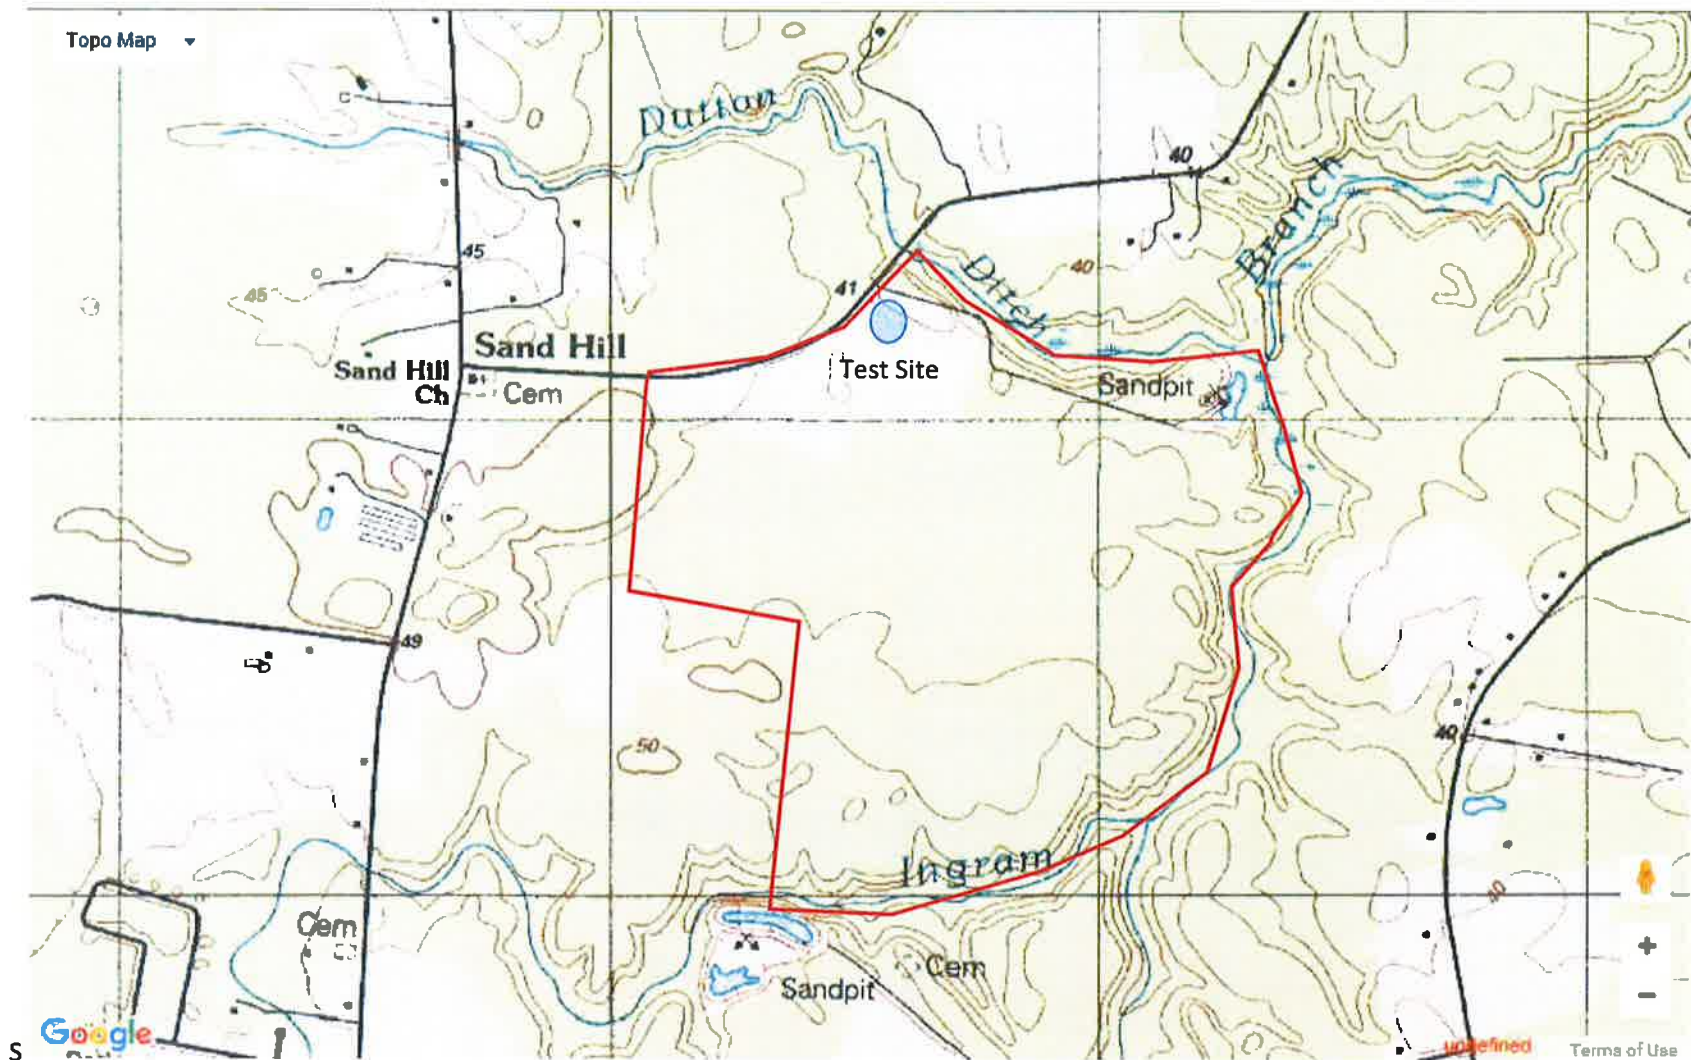 Topo Map
Dutton
40
Branch
45
Ditch
40
45
41
Sand Hill
Test Site
Sand Hill
Ch
Cem
Sandpit
49
40
50
Ingram
40
Cem
Cem
Sandpit
Google
undefined
Terms of Use
S